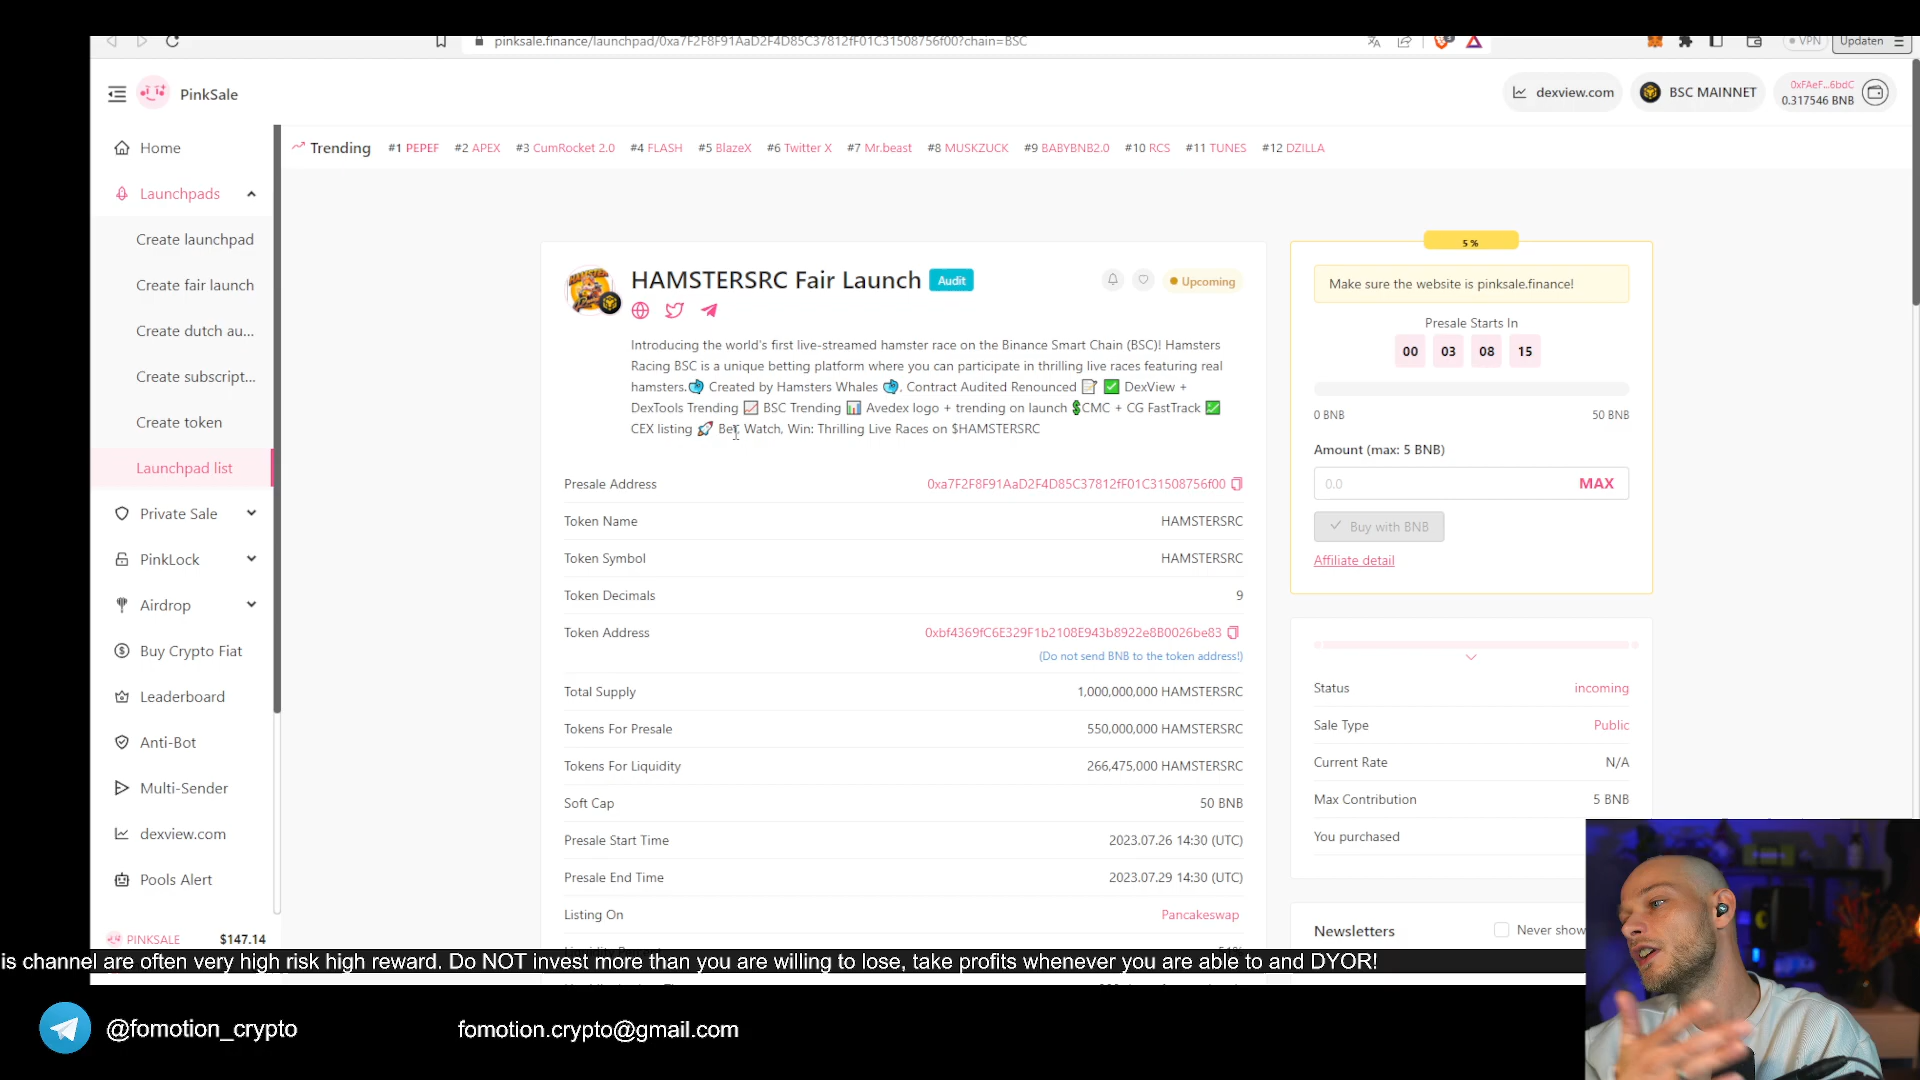 pinksale.finance/launchpad/0xa7F2F8F91AaD2F4D85C37812fF01C31508756f00?chain=BSC
VPN
Updaten
PinkSale
dexview.com
BSC MAINNET
0xFAeF...6bdC
0.317546 BNB
Home
Launchpads
Create launchpad
Create fair launch
Create dutch au...
Create subscript...
Create token
Launchpad list
Private Sale
PinkLock
Airdrop
Buy Crypto Fiat
Leaderboard
Anti-Bot
Multi-Sender
dexview.com
Pools Alert
PINKSALE $147.14
Trending #1 PEPEF #2 APEX #3 CumRocket 2.0 #4 FLASH #5 BlazeX #6 Twitter X #7 Mr.beast #8 MUSKZUCK #9 BABYBNB2.0 #10 RCS #11 TUNES #12 DZILLA
HAMSTERSRC Fair Launch Audit
Upcoming
Introducing the world's first live-streamed hamster race on the Binance Smart Chain (BSC)! Hamsters
Racing BSC is a unique betting platform where you can participate in thrilling live races featuring real
hamsters. Created by Hamsters Whales , Contract Audited Renounced 📝 ✅ DexView +
DexTools Trending 📈 BSC Trending 📊 Avedex logo + trending on launch 💲CMC + CG FastTrack 💹
CEX listing 🚀 Bet, Watch, Win: Thrilling Live Races on $HAMSTERSRC
Presale Address 0xa7F2F8F91AaD2F4D85C37812fF01C31508756f00
Token Name HAMSTERSRC
Token Symbol HAMSTERSRC
Token Decimals 9
Token Address 0xbf4369fC6E329F1b2108E943b8922e8B0026be83
(Do not send BNB to the token address!)
Total Supply 1,000,000,000 HAMSTERSRC
Tokens For Presale 550,000,000 HAMSTERSRC
Tokens For Liquidity 266,475,000 HAMSTERSRC
Soft Cap 50 BNB
Presale Start Time 2023.07.26 14:30 (UTC)
Presale End Time 2023.07.29 14:30 (UTC)
Listing On Pancakeswap
5 %
Make sure the website is pinksale.finance!
Presale Starts In
00 03 08 15
0 BNB 50 BNB
Amount (max: 5 BNB)
0.0 MAX
Buy with BNB
Affiliate detail
Status incoming
Sale Type Public
Current Rate N/A
Max Contribution 5 BNB
You purchased
Newsletters Never show
is channel are often very high risk high reward. Do NOT invest more than you are willing to lose, take profits whenever you are able to and DYOR!
@fomotion_crypto fomotion.crypto@gmail.com